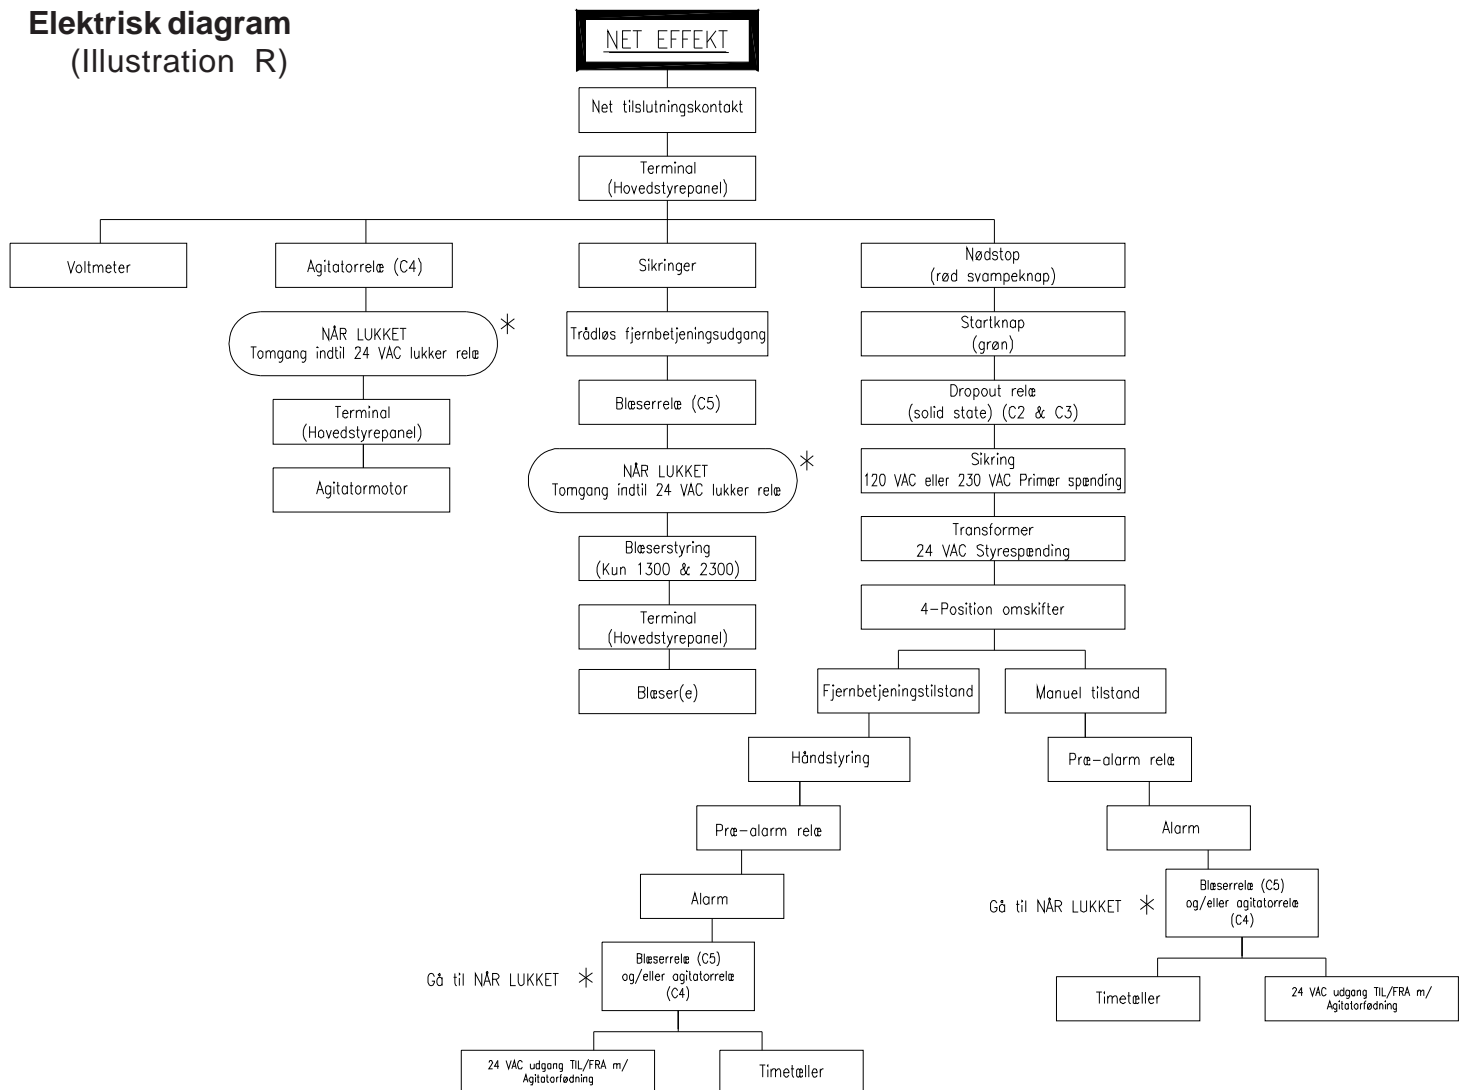 Elektrisk diagram
(Illustration R)
NET EFFEKT
Net tilslutningskontakt
Terminal
(Hovedstyrepanel)
Voltmeter
Agitatorrelæ (C4)
Sikringer
Nødstop
(rød svampeknap)
NÅR LUKKET
Tomgang indtil 24 VAC lukker relæ
*
Trådløs fjernbetjeningsudgang
Startknap
(grøn)
Terminal
(Hovedstyrepanel)
Blæserrelæ (C5)
Dropout relæ
(solid state) (C2 & C3)
Agitatormotor
NÅR LUKKET
Tomgang indtil 24 VAC lukker relæ
*
Sikring
120 VAC eller 230 VAC Primær spænding
Blæserstyring
(Kun 1300 & 2300)
Transformer
24 VAC Styrespænding
Terminal
(Hovedstyrepanel)
4-Position omskifter
Blæser(e)
Fjernbetjeningstilstand
Manuel tilstand
Håndstyring
Præ-alarm relæ
Præ-alarm relæ
Alarm
Alarm
Gå til NÅR LUKKET *
Blæserrelæ (C5)
og/eller agitatorrelæ
(C4)
Gå til NÅR LUKKET *
Blæserrelæ (C5)
og/eller agitatorrelæ
(C4)
Timetæller
24 VAC udgang TIL/FRA m/
Agitatorfødning
24 VAC udgang TIL/FRA m/
Agitatorfødning
Timetæller